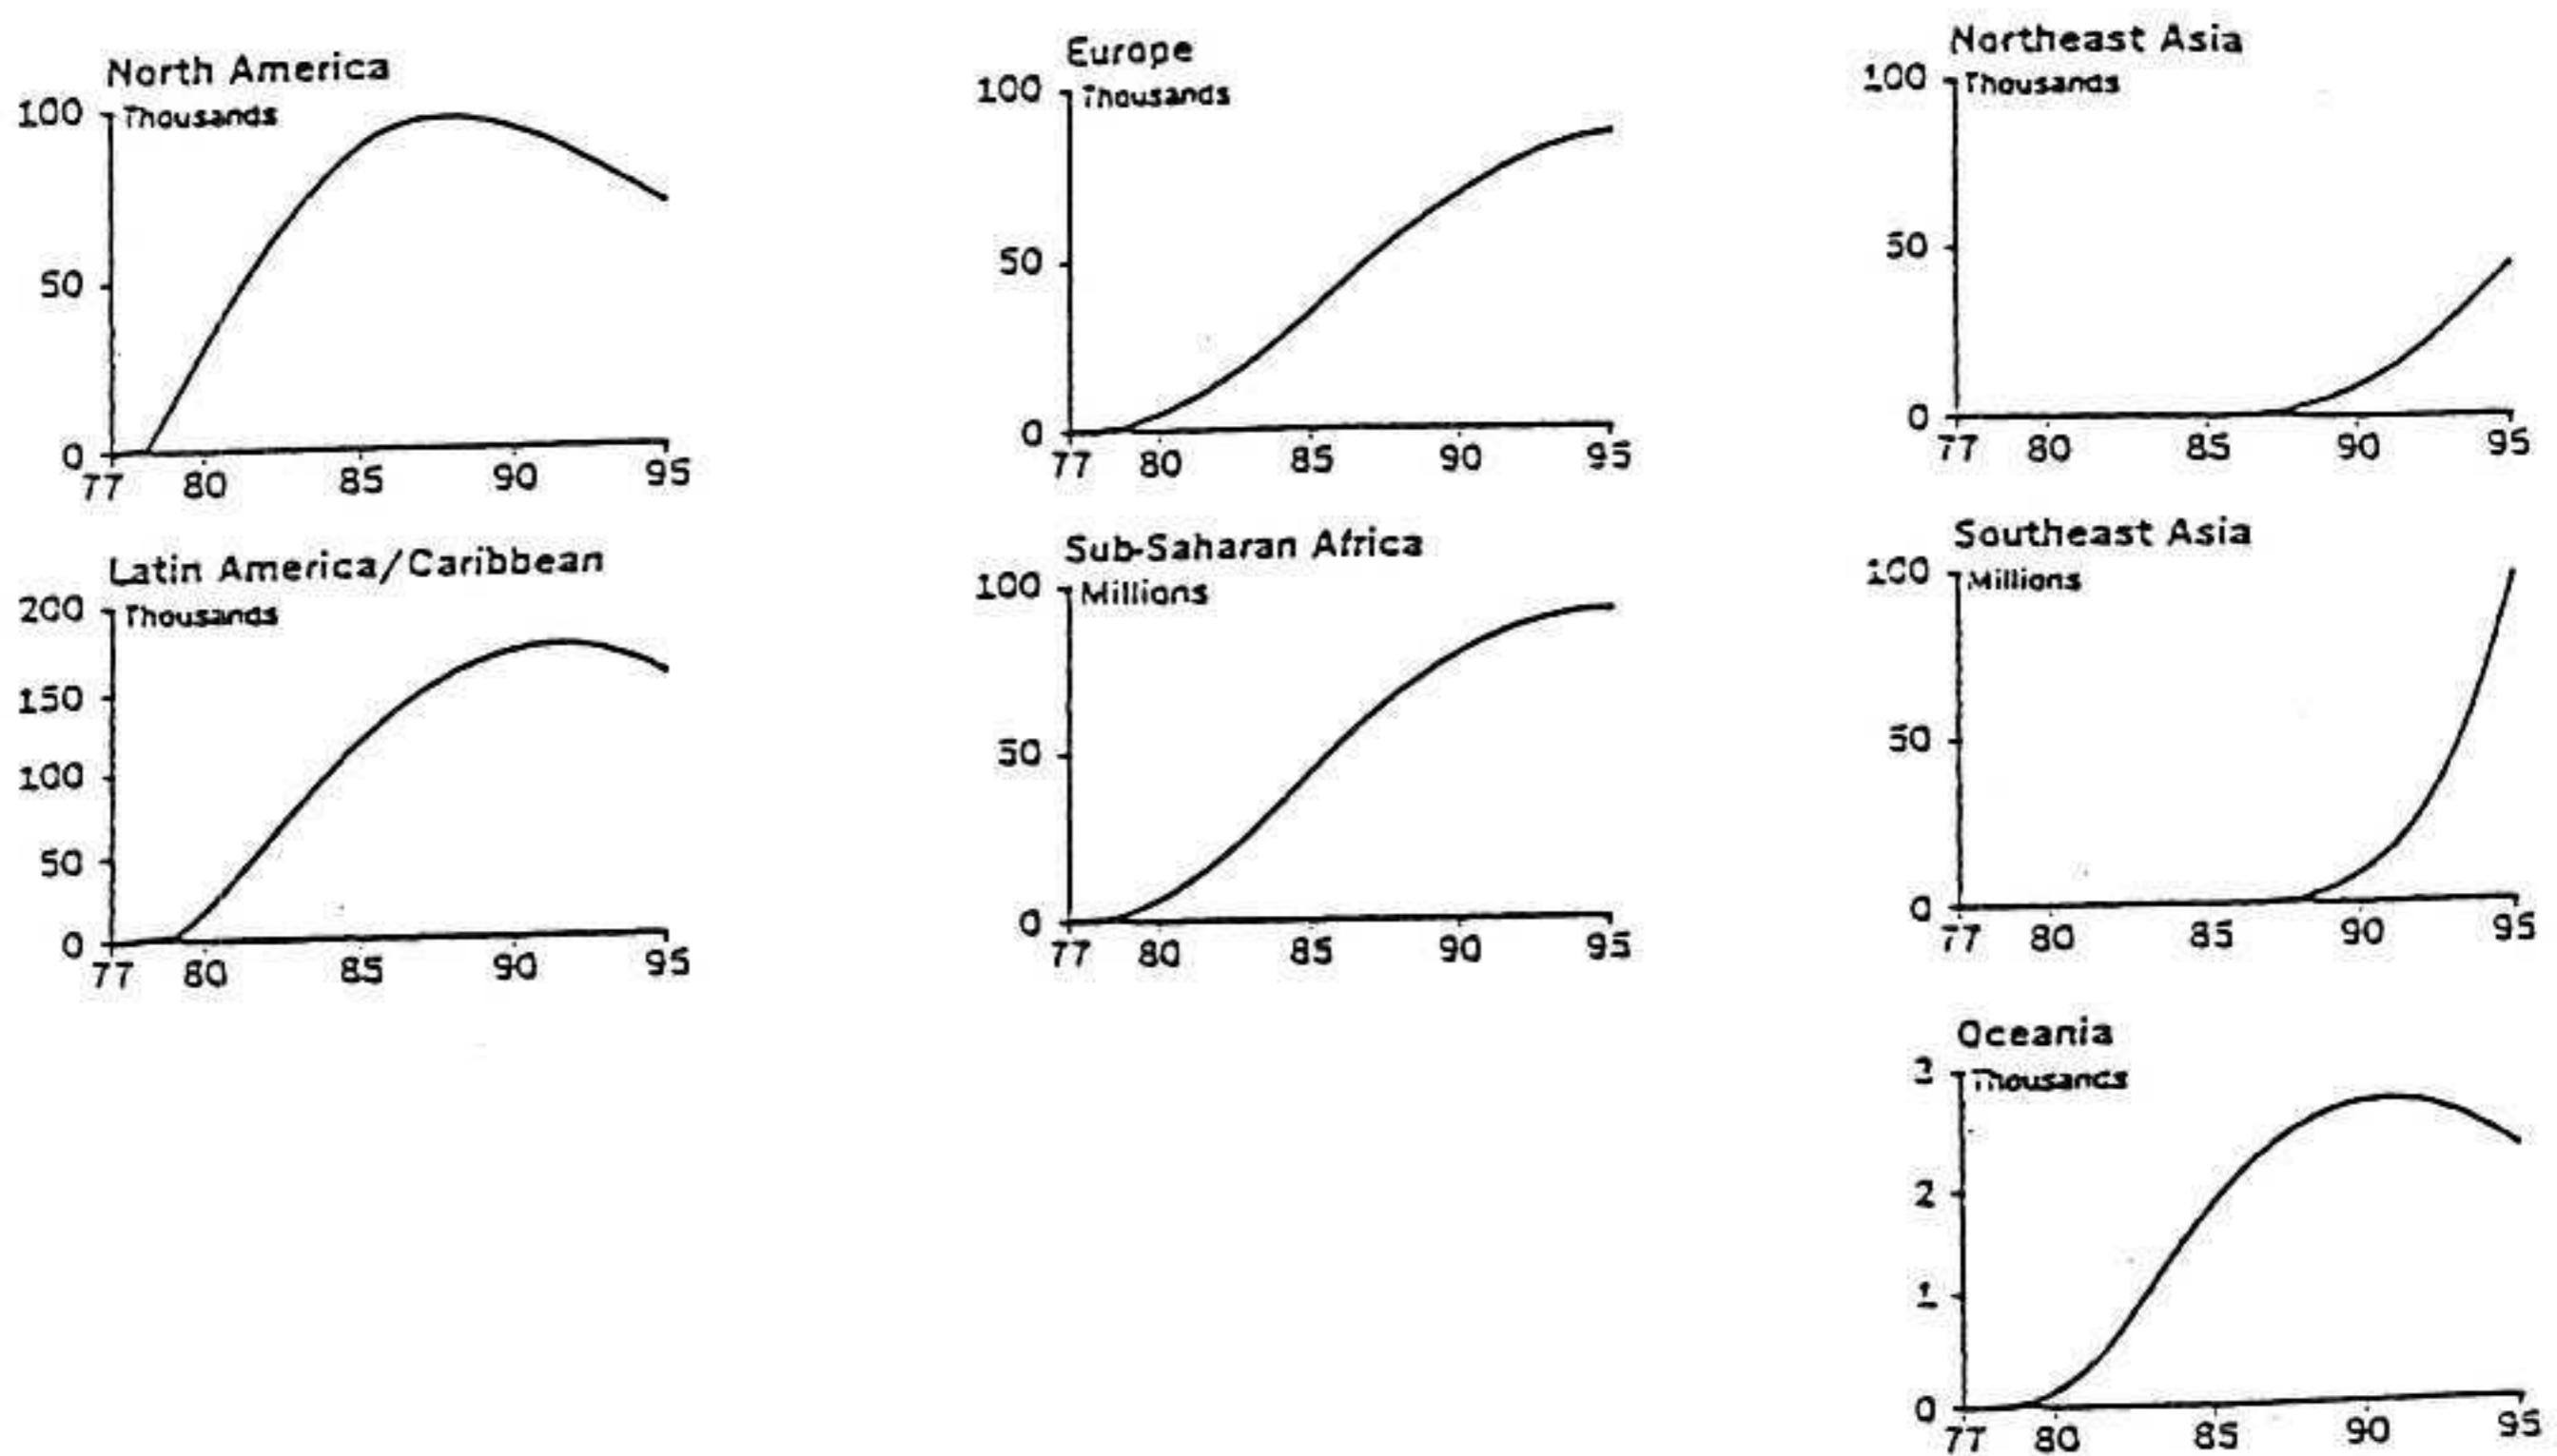 North America
Thousands
100
50
0
77 80 85 90 95
Europe
Thousands
100
50
0
77 80 85 90 95
Northeast Asia
Thousands
100
50
0
77 80 85 90 95
Latin America/Caribbean
Thousands
200
150
100
50
0
77 80 85 90 95
Sub-Saharan Africa
Millions
100
50
0
77 80 85 90 95
Southeast Asia
Millions
100
50
0
77 80 85 90 95
Oceania
Thousands
3
2
1
0
77 80 85 90 95